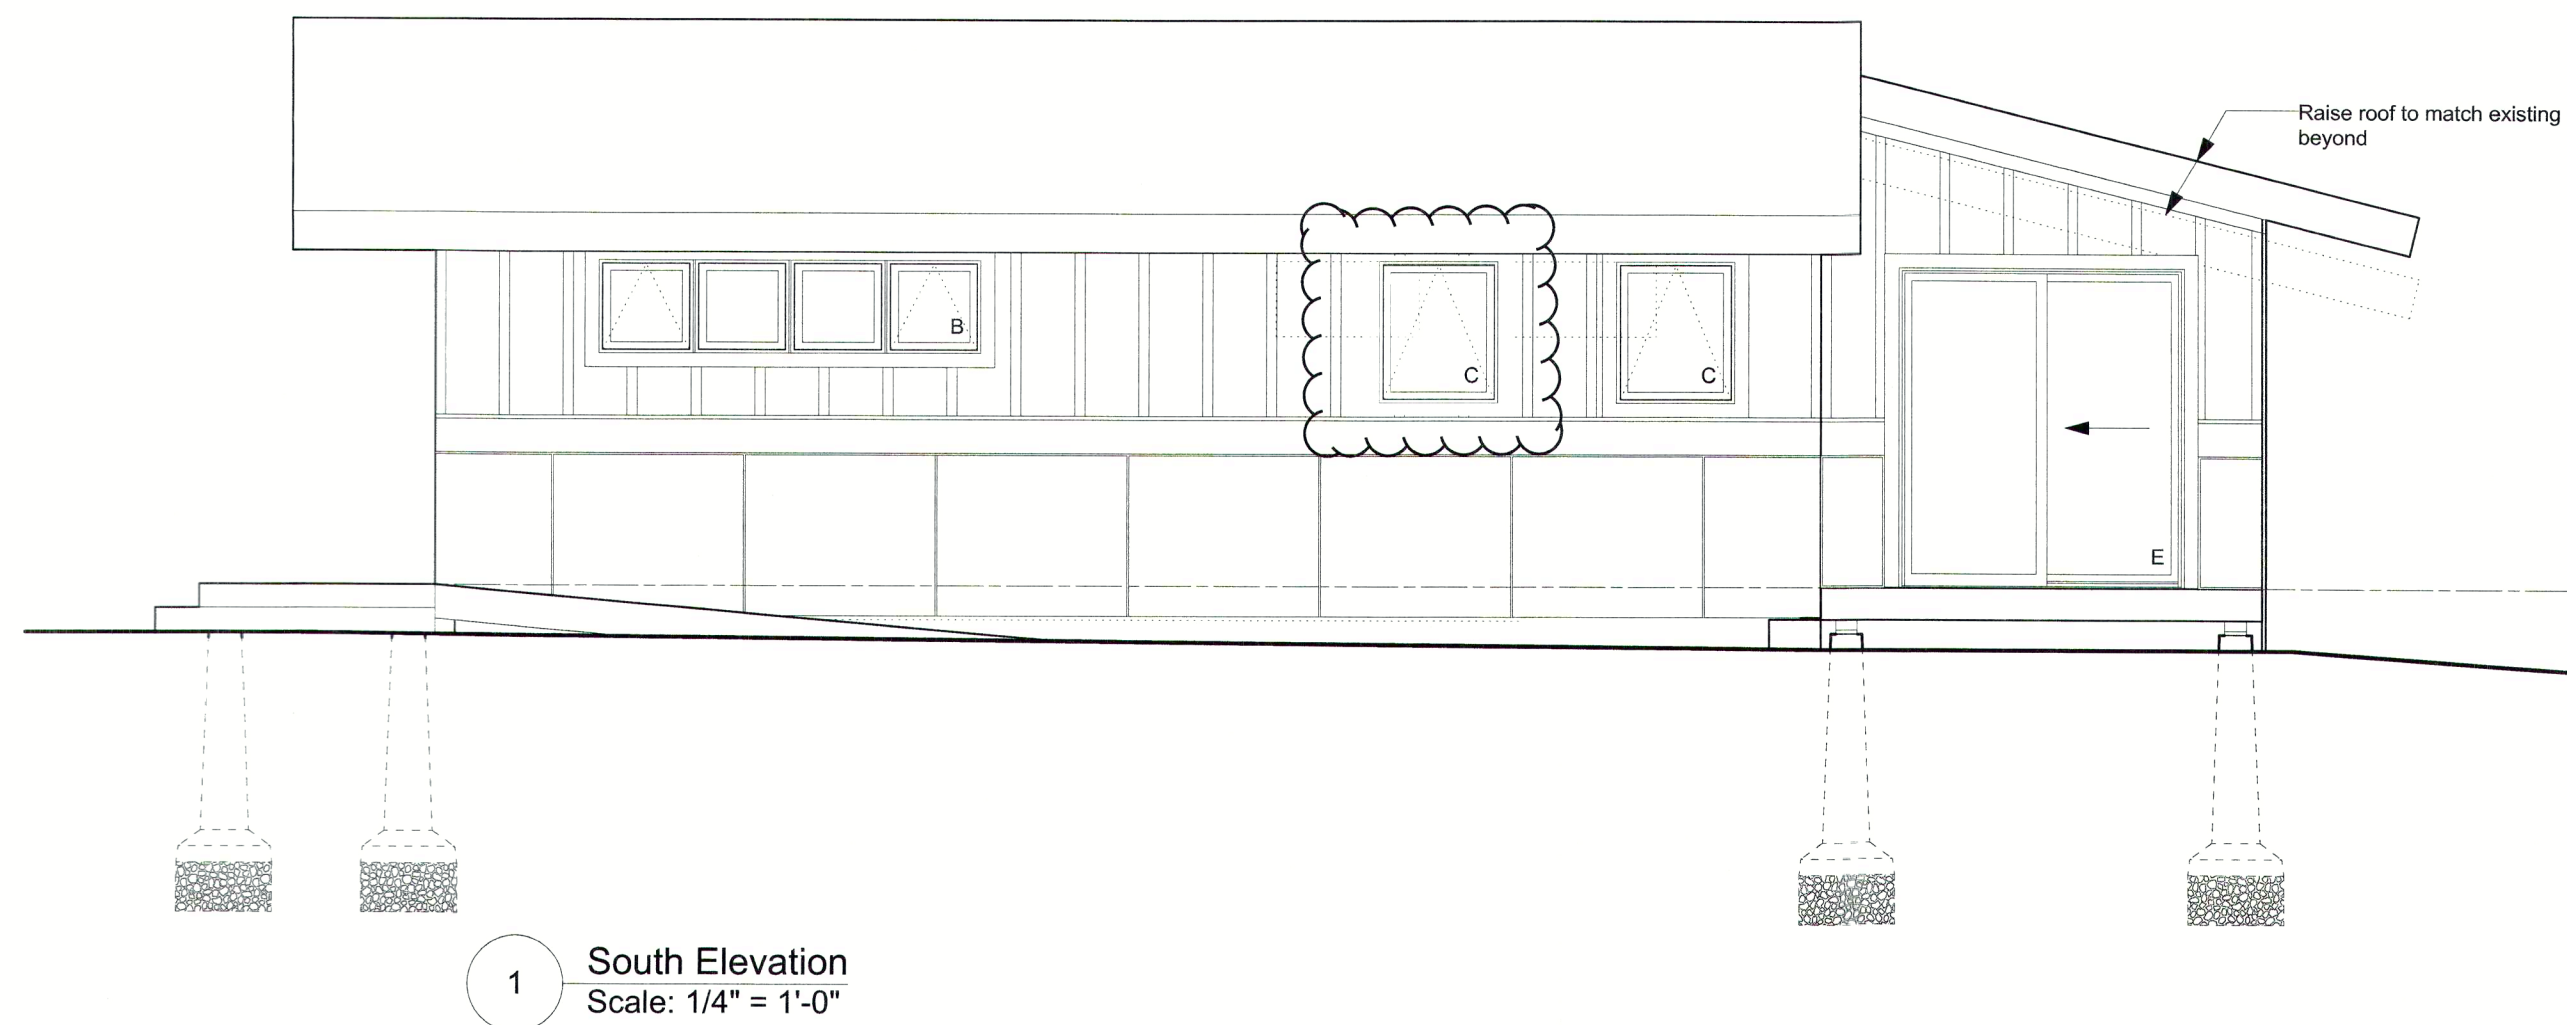 Raise roof to match existing
beyond
B
C
C
E
1
South Elevation
Scale: 1/4" = 1'-0"